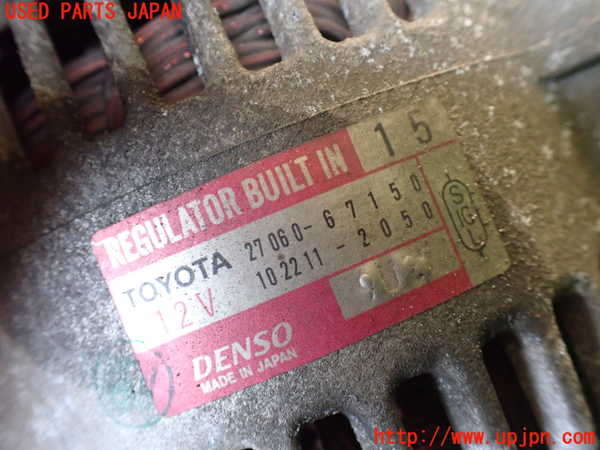 USED PARTS JAPAN
REGULATOR BUILT IN 15
TOYOTA 27060-67150
12V 102211-2050
DENSO
MADE IN JAPAN
http://www.upjpn.com